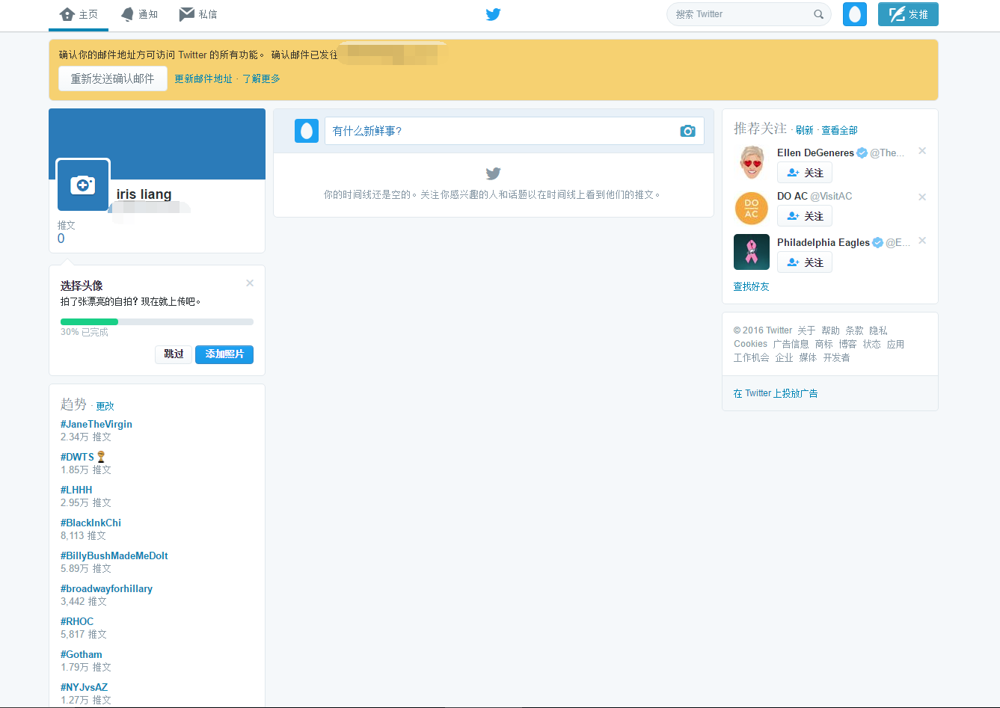 主页 通知 私信 搜索 Twitter 发推
确认你的邮件地址方可访问 Twitter 的所有功能。 确认邮件已发往
重新发送确认邮件 更新邮件地址 · 了解更多
iris liang
推文
0
选择头像
拍了张漂亮的自拍？现在就上传吧。
30% 已完成
跳过 添加照片
趋势 · 更改
#JaneTheVirgin
2.34万 推文
#DWTS
1.85万 推文
#LHHH
2.95万 推文
#BlackInkChi
8,113 推文
#BillyBushMadeMeDoIt
5.89万 推文
#broadwayforhillary
3,442 推文
#RHOC
5,817 推文
#Gotham
1.79万 推文
#NYJvsAZ
1.27万 推文
有什么新鲜事？
你的时间线还是空的。关注你感兴趣的人和话题以在时间线上看到他们的推文。
推荐关注 · 刷新 · 查看全部
Ellen DeGeneres @The...
关注
DO AC
DO AC @VisitAC
关注
Philadelphia Eagles @E...
关注
查找好友
© 2016 Twitter 关于 帮助 条款 隐私
Cookies 广告信息 商标 博客 状态 应用
工作机会 企业 媒体 开发者
在 Twitter 上投放广告